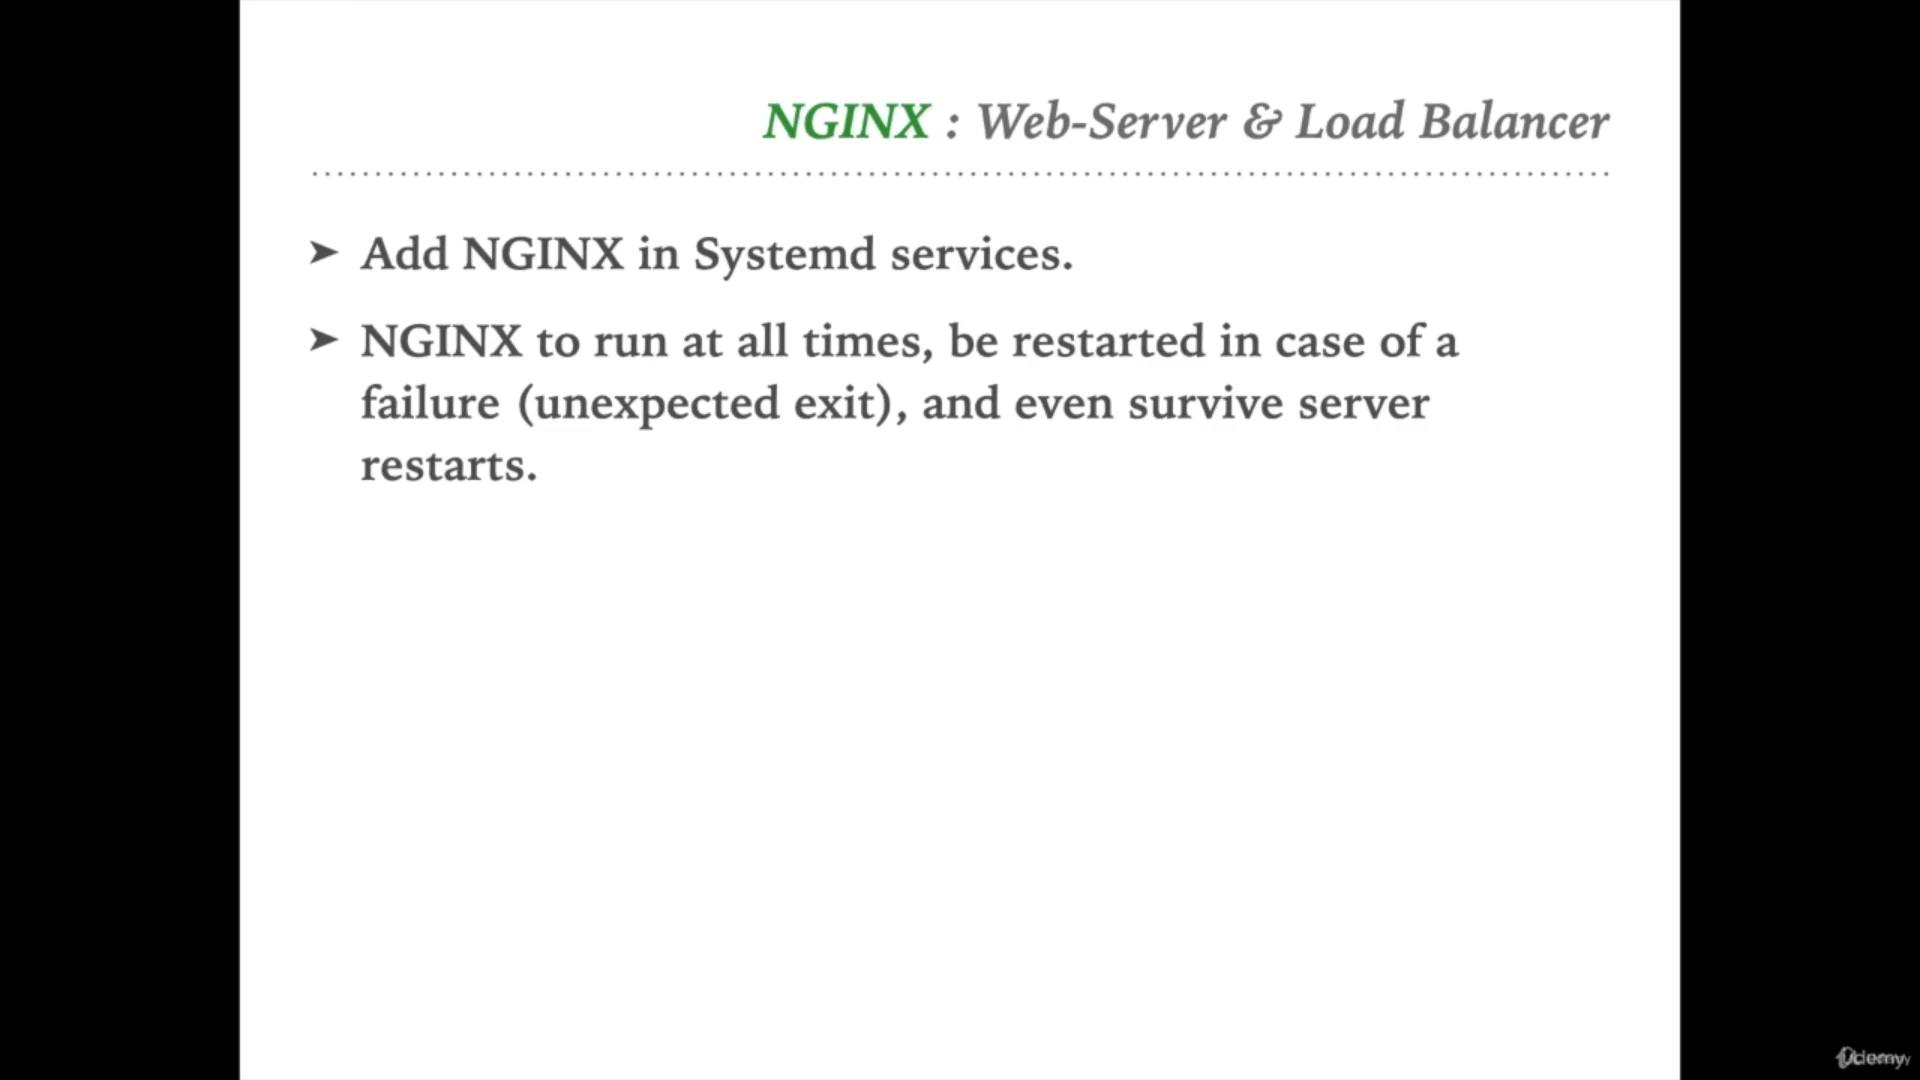 NGINX : Web-Server & Load Balancer
➤ Add NGINX in Systemd services.
➤ NGINX to run at all times, be restarted in case of a
failure (unexpected exit), and even survive server
restarts.
Udemy